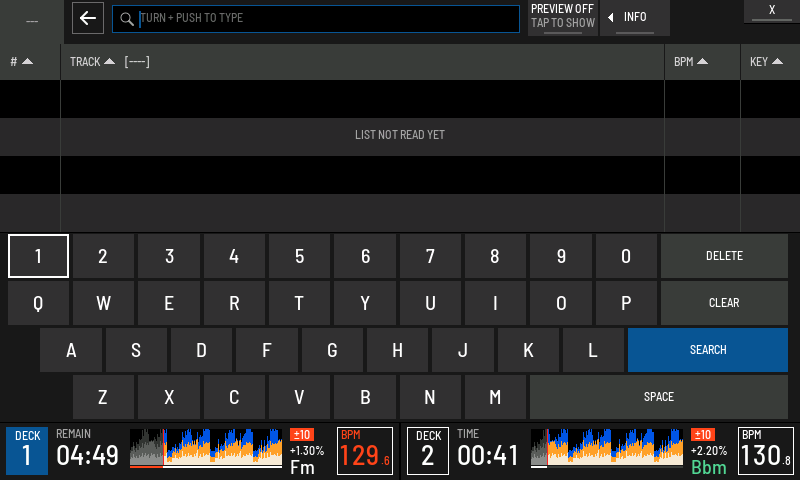 ---
TURN + PUSH TO TYPE
PREVIEW OFF
TAP TO SHOW
INFO
X
#
TRACK [----]
BPM
KEY
LIST NOT READ YET
1 2 3 4 5 6 7 8 9 0 DELETE
Q W E R T Y U I O P CLEAR
A S D F G H J K L SEARCH
Z X C V B N M SPACE
DECK 1
REMAIN
04:49
±10
+1.30%
Fm
BPM
129.6
DECK 2
TIME
00:41
±10
+2.20%
Bbm
BPM
130.8